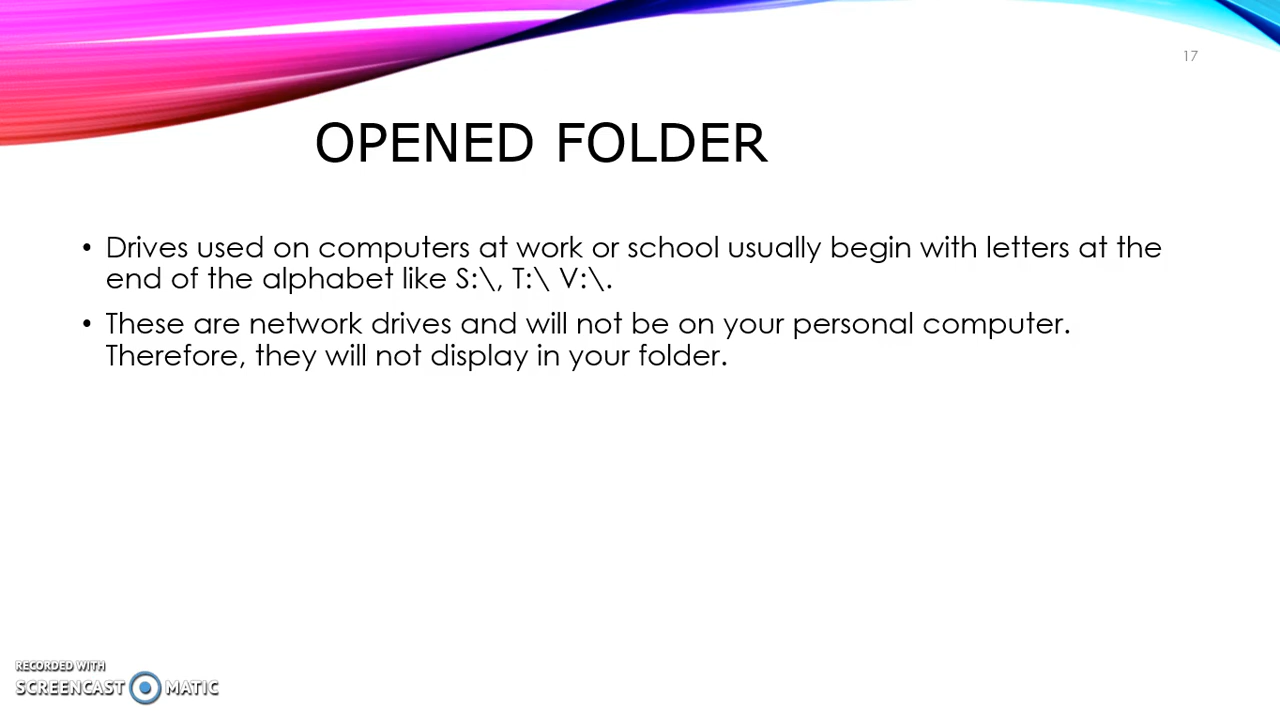 17
OPENED FOLDER
• Drives used on computers at work or school usually begin with letters at the
end of the alphabet like S:\, T:\ V:\.
• These are network drives and will not be on your personal computer.
Therefore, they will not display in your folder.
RECORDED WITH
SCREENCAST MATIC